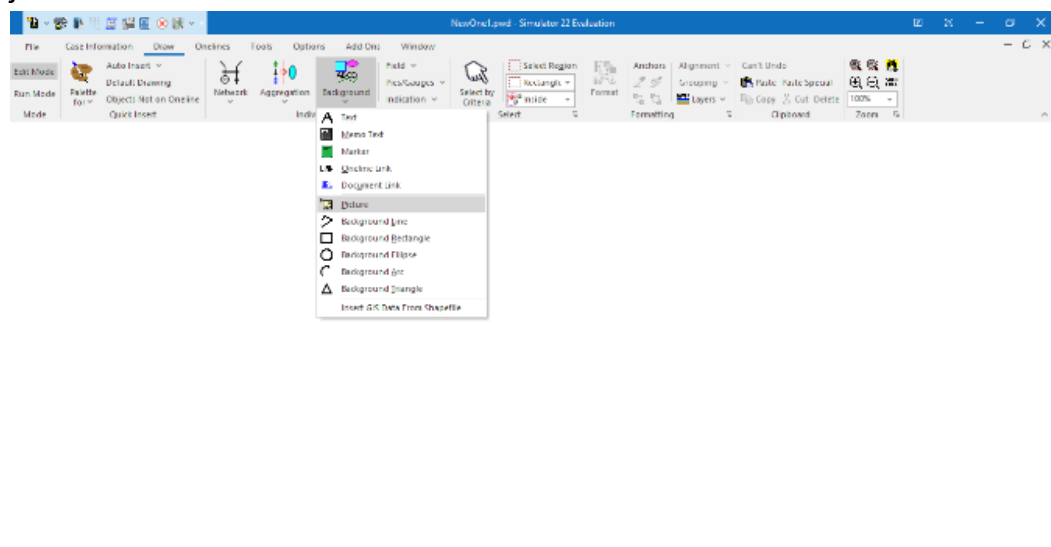 NewOne1.pwd - Simulator 22 Evaluation
File Case Information Draw Onelines Tools Options Add Ons Window
Edit Mode
Run Mode
Mode
Palette
for
Auto Insert
Default Drawing
Objects Not on Oneline
Quick Insert
Network
Aggregation
Background
Field
Pies/Gauges
Indication
Indiv
Select by
Criteria
Select Region
Rectangle
Inside
Select
Format
Anchors
Formatting
Alignment
Grouping
Layers
Can't Undo
Paste Paste Special
Copy Cut Delete
Clipboard
100%
Zoom
Text
Memo Text
Marker
Oneline Link
Document Link
Picture
Background Line
Background Rectangle
Background Ellipse
Background Arc
Background Triangle
Insert GIS Data From Shapefile